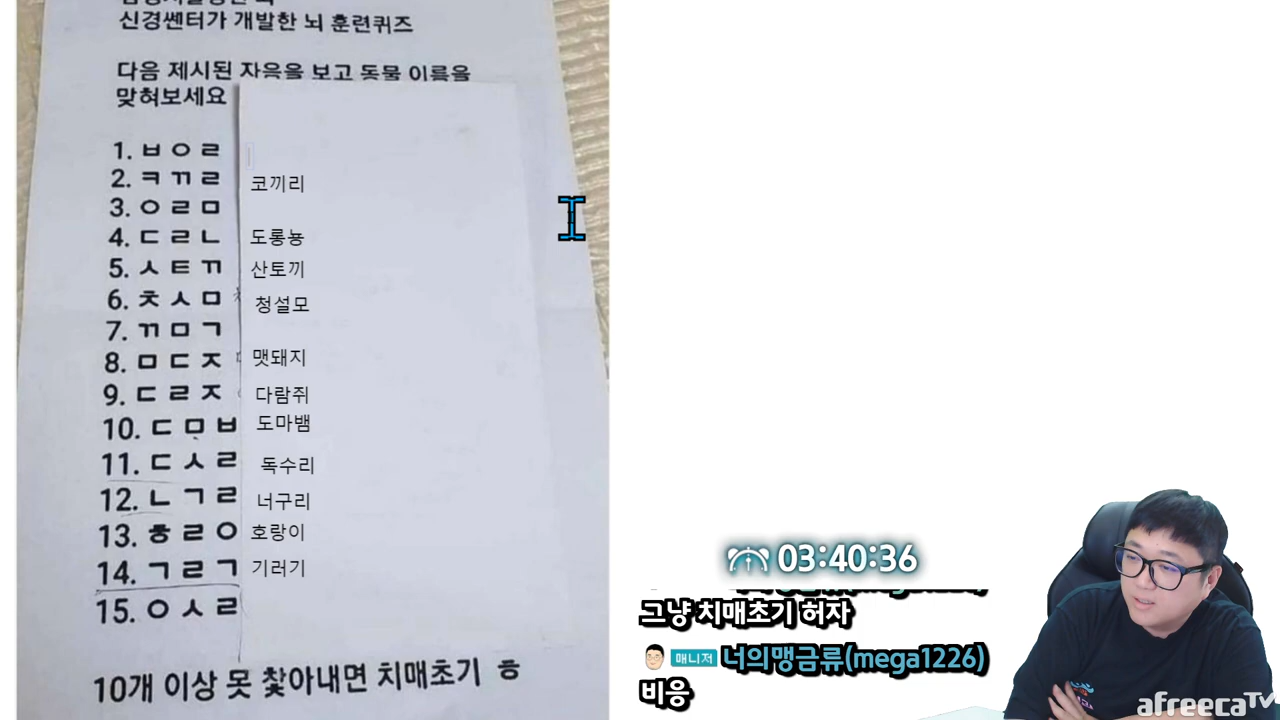 신경쎈터가 개발한 뇌 훈련퀴즈
다음 제시된 자음을 보고 동물 이름을
맞혀보세요
1. ㅂㅇㄹ
2. ㅋㄲㄹ 코끼리
3. ㅇㄹㅁ
4. ㄷㄹㄴ 도롱뇽
5. ㅅㅌㄲ 산토끼
6. ㅊㅅㅁ 청설모
7. ㄲㅁㄱ
8. ㅁㄷㅈ 맷돼지
9. ㄷㄹㅈ 다람쥐
10. ㄷㅁㅂ 도마뱀
11. ㄷㅅㄹ 독수리
12. ㄴㄱㄹ 너구리
13. ㅎㄹㅇ 호랑이
14. ㄱㄹㄱ 기러기
15. ㅇㅅㄹ
10개 이상 못 찿아내면 치매초기 ㅎ
03:40:36
그냥 치매초기 허자
매니저 너의맹금류(mega1226)
비응
afreecaTV